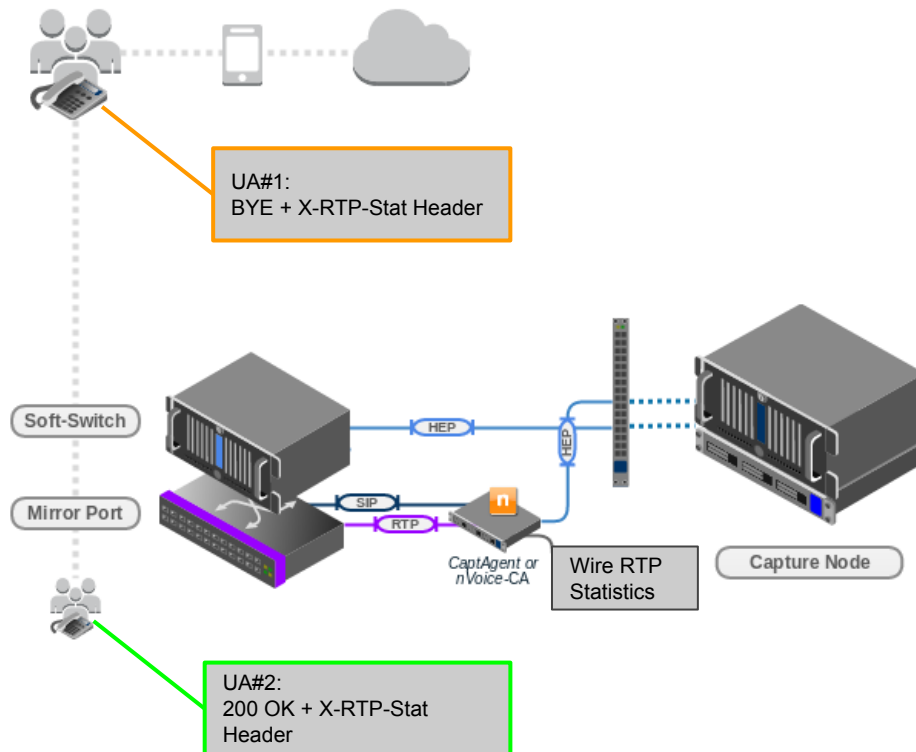 UA#1:
BYE + X-RTP-Stat Header
Soft-Switch
HEP
HEP
Mirror Port
SIP
RTP
n
CaptAgent or
nVoice-CA
Wire RTP
Statistics
Capture Node
UA#2:
200 OK + X-RTP-Stat
Header